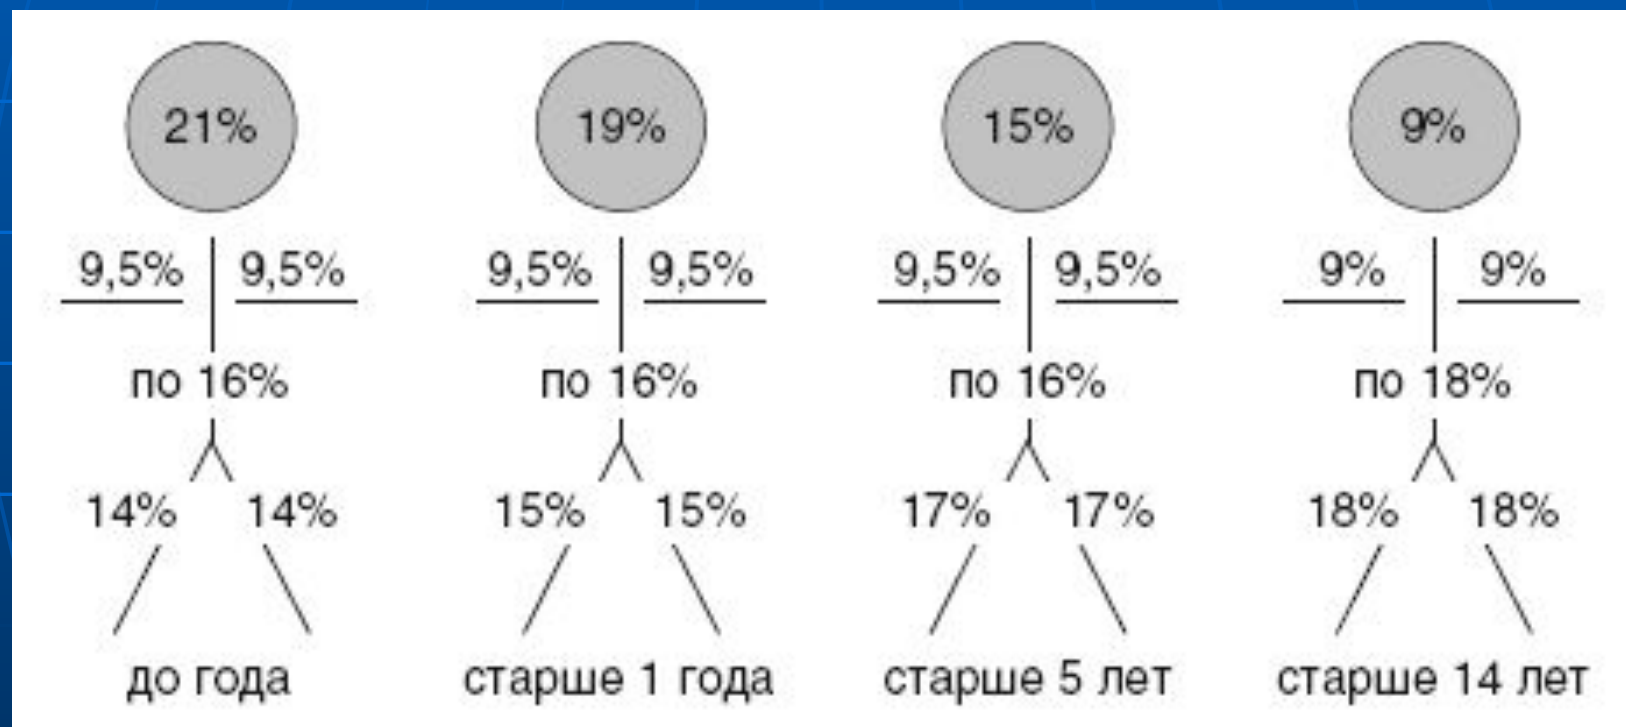 21% 19% 15% 9%
9,5% 9,5% 9,5% 9,5% 9,5% 9,5% 9% 9%
по 16% по 16% по 16% по 18%
14% 14% 15% 15% 17% 17% 18% 18%
до года старше 1 года старше 5 лет старше 14 лет